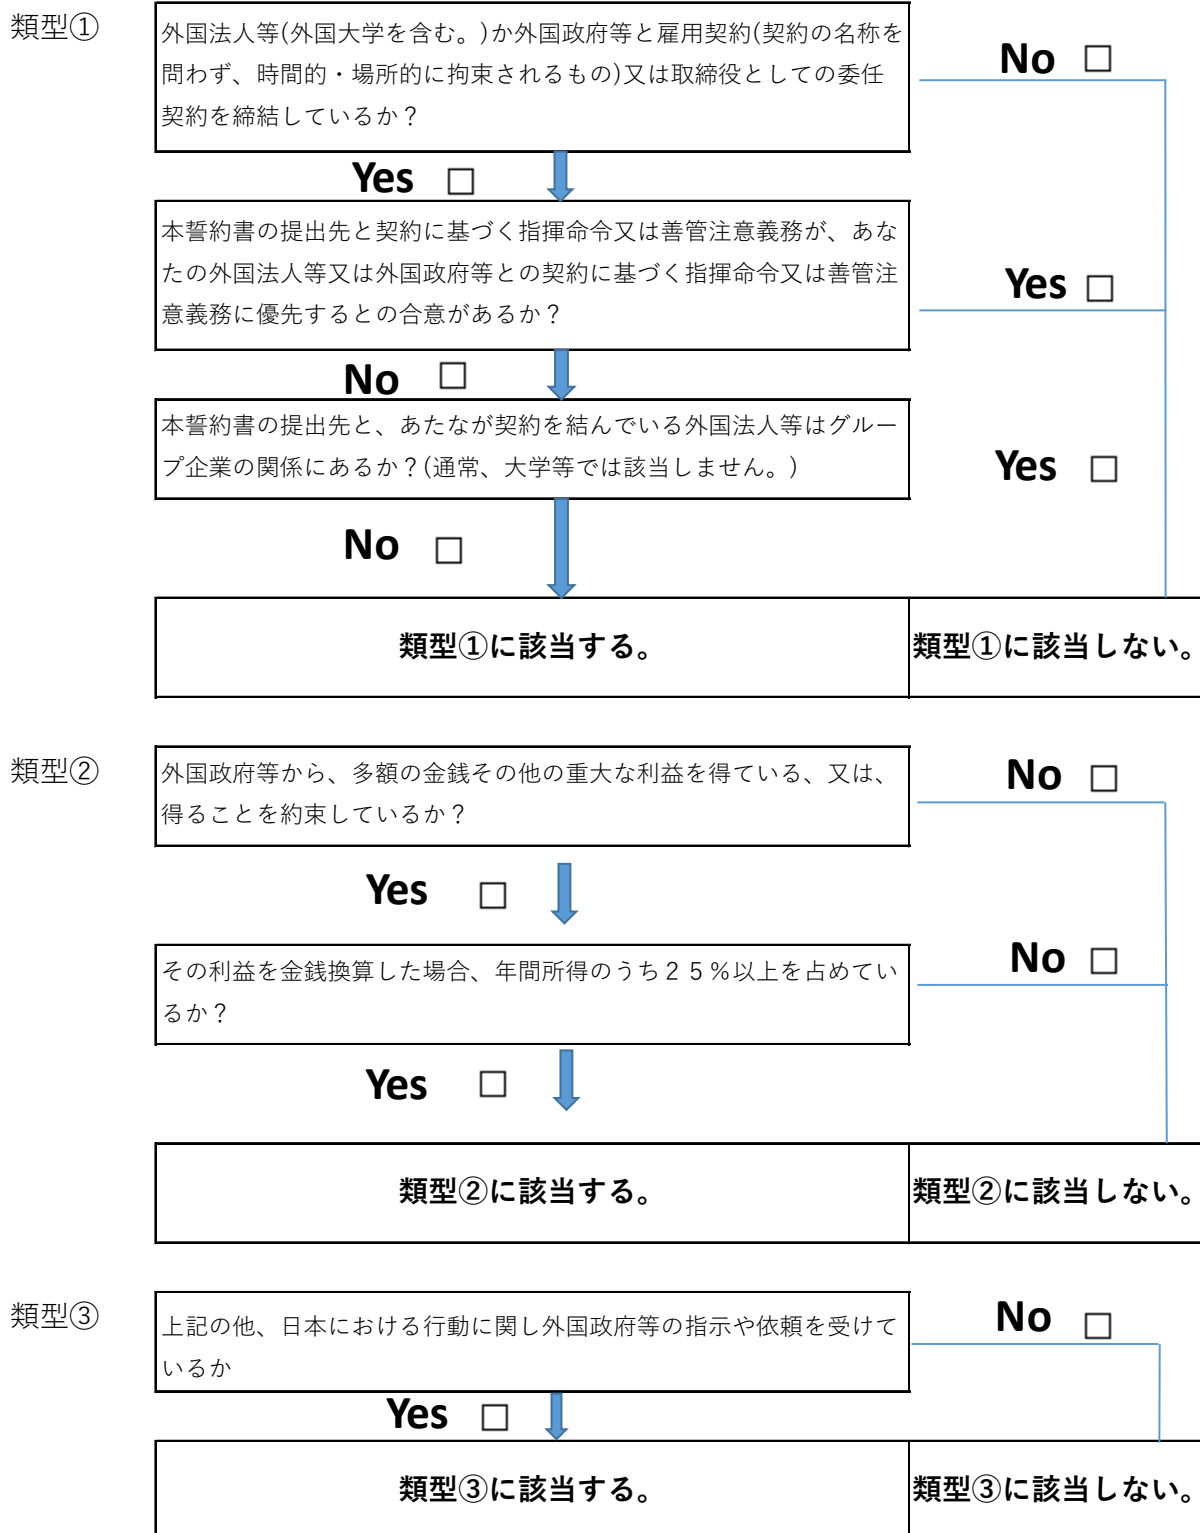 類型①
外国法人等(外国大学を含む。)か外国政府等と雇用契約(契約の名称を
問わず、時間的・場所的に拘束されるもの)又は取締役としての委任
契約を締結しているか？
No □
Yes □
本誓約書の提出先と契約に基づく指揮命令又は善管注意義務が、あな
たの外国法人等又は外国政府等との契約に基づく指揮命令又は善管注
意義務に優先するとの合意があるか？
Yes □
No □
本誓約書の提出先と、あたなが契約を結んでいる外国法人等はグルー
プ企業の関係にあるか？(通常、大学等では該当しません。)
Yes □
No □
類型①に該当する。
類型①に該当しない。
類型②
外国政府等から、多額の金銭その他の重大な利益を得ている、又は、
得ることを約束しているか？
No □
Yes □
その利益を金銭換算した場合、年間所得のうち２５%以上を占めてい
るか？
No □
Yes □
類型②に該当する。
類型②に該当しない。
類型③
上記の他、日本における行動に関し外国政府等の指示や依頼を受けて
いるか
No □
Yes □
類型③に該当する。
類型③に該当しない。